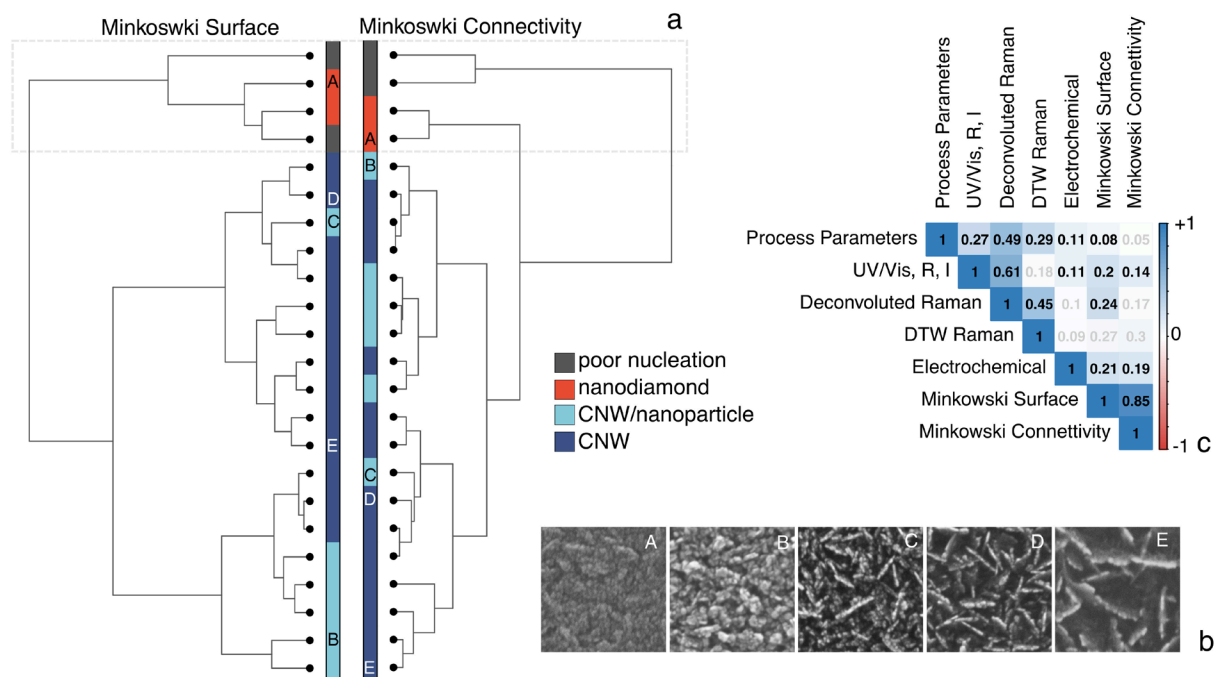 Minkoswki Surface
Minkoswki Connectivity
a
A
D
C
E
B
A
B
C
D
E
poor nucleation
nanodiamond
CNW/nanoparticle
CNW
Process Parameters
UV/Vis, R, I
Deconvoluted Raman
DTW Raman
Electrochemical
Minkowski Surface
Minkowski Connettivity
Process Parameters 1 0.27 0.49 0.29 0.11 0.08 0.05
UV/Vis, R, I 1 0.61 0.18 0.11 0.2 0.14
Deconvoluted Raman 1 0.45 0.1 0.24 0.17
DTW Raman 1 0.09 0.27 0.3
Electrochemical 1 0.21 0.19
Minkowski Surface 1 0.85
Minkowski Connettivity 1
+1
0
-1
c
A
B
C
D
E
b